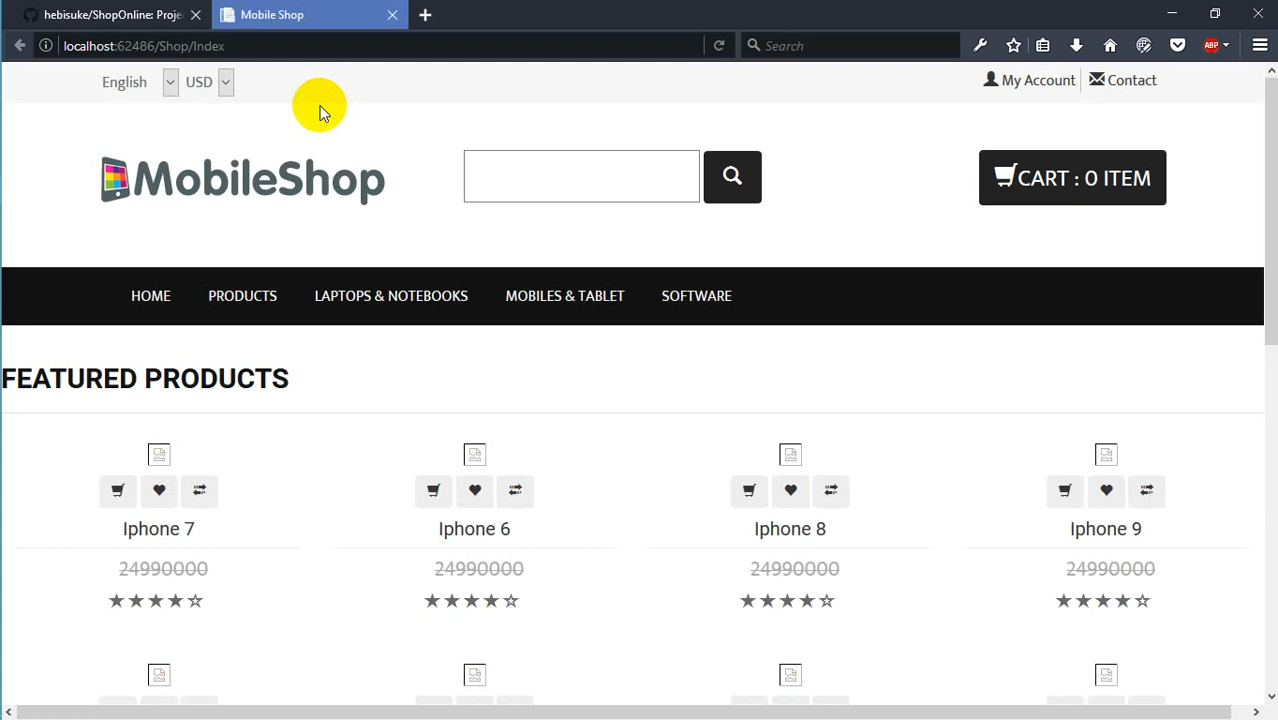 hebisuke/ShopOnline: Proje
Mobile Shop
localhost:62486/Shop/Index
Search
ABP
English
USD
My Account
Contact
MobileShop
CART : 0 ITEM
HOME
PRODUCTS
LAPTOPS & NOTEBOOKS
MOBILES & TABLET
SOFTWARE
FEATURED PRODUCTS
Iphone 7
Iphone 6
Iphone 8
Iphone 9
24990000
24990000
24990000
24990000